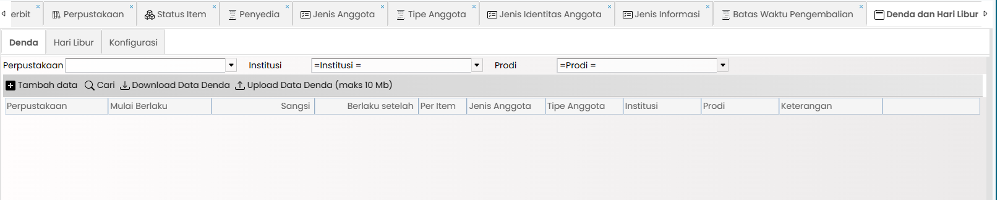 erbit Perpustakaan Status Item Penyedia Jenis Anggota Tipe Anggota Jenis Identitas Anggota Jenis Informasi Batas Waktu Pengembalian Denda dan Hari Libur
Denda Hari Libur Konfigurasi
Perpustakaan Institusi =Institusi = Prodi =Prodi =
Tambah data Cari Download Data Denda Upload Data Denda (maks 10 Mb)
Perpustakaan Mulai Berlaku Sangsi Berlaku setelah Per Item Jenis Anggota Tipe Anggota Institusi Prodi Keterangan